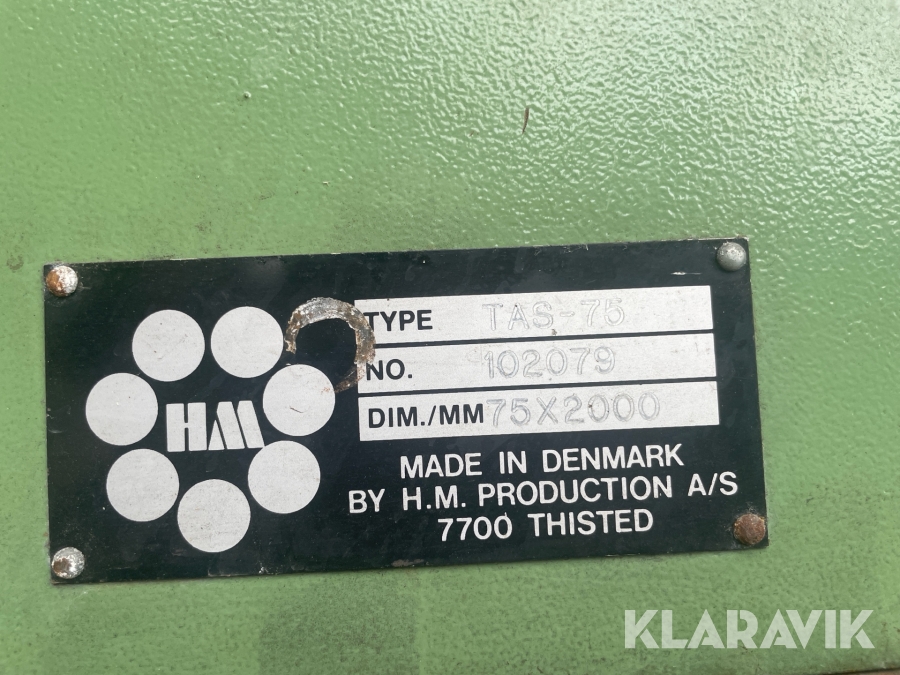 HM
TYPE TAS-75
NO. 102079
DIM./MM 75X2000
MADE IN DENMARK
BY H.M. PRODUCTION A/S
7700 THISTED
KLARAVIK